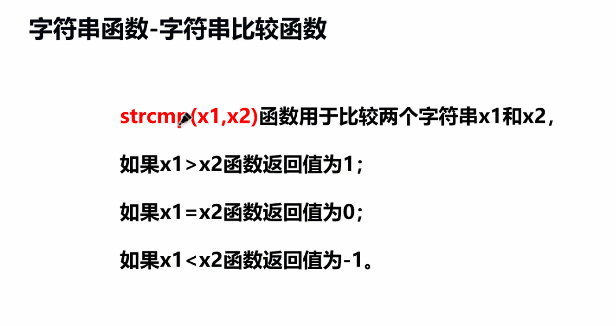 字符串函数-字符串比较函数
strcmp(x1,x2)函数用于比较两个字符串x1和x2，
如果x1>x2函数返回值为1；
如果x1=x2函数返回值为0；
如果x1<x2函数返回值为-1。